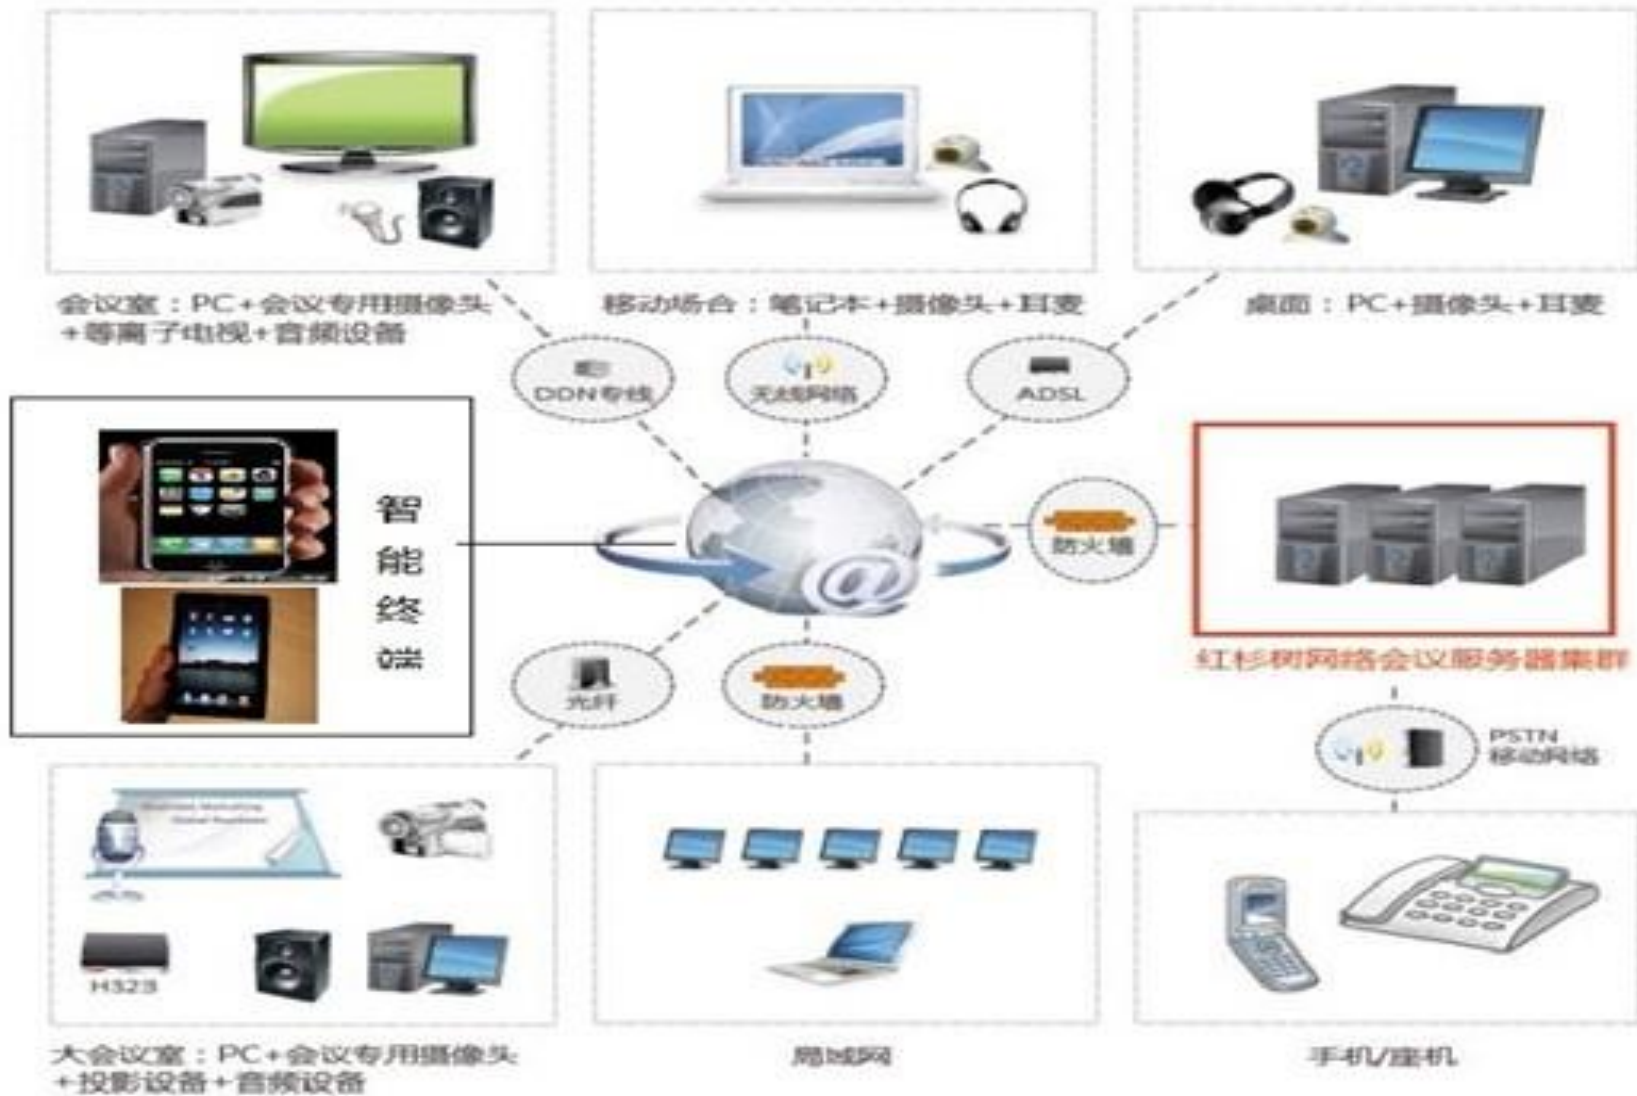 会议室：PC+会议专用摄像头
+等离子电视+音频设备
移动场合：笔记本+摄像头+耳麦
桌面：PC+摄像头+耳麦
DDN专线
无线网络
ADSL
智
能
终
端
防火墙
红杉树网络会议服务器集群
光纤
防火墙
PSTN
移动网络
H323
大会议室：PC+会议专用摄像头
+投影设备+音频设备
局域网
手机/座机